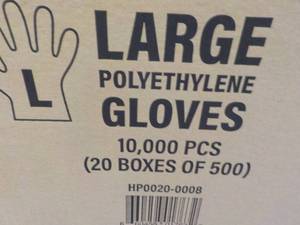 LARGE
L
POLYETHYLENE
GLOVES
10,000 PCS
(20 BOXES OF 500)
HP0020-0008